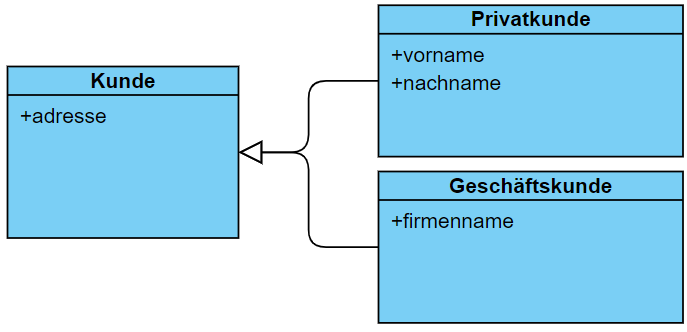 Kunde
+adresse
Privatkunde
+vorname
+nachname
Geschäftskunde
+firmenname